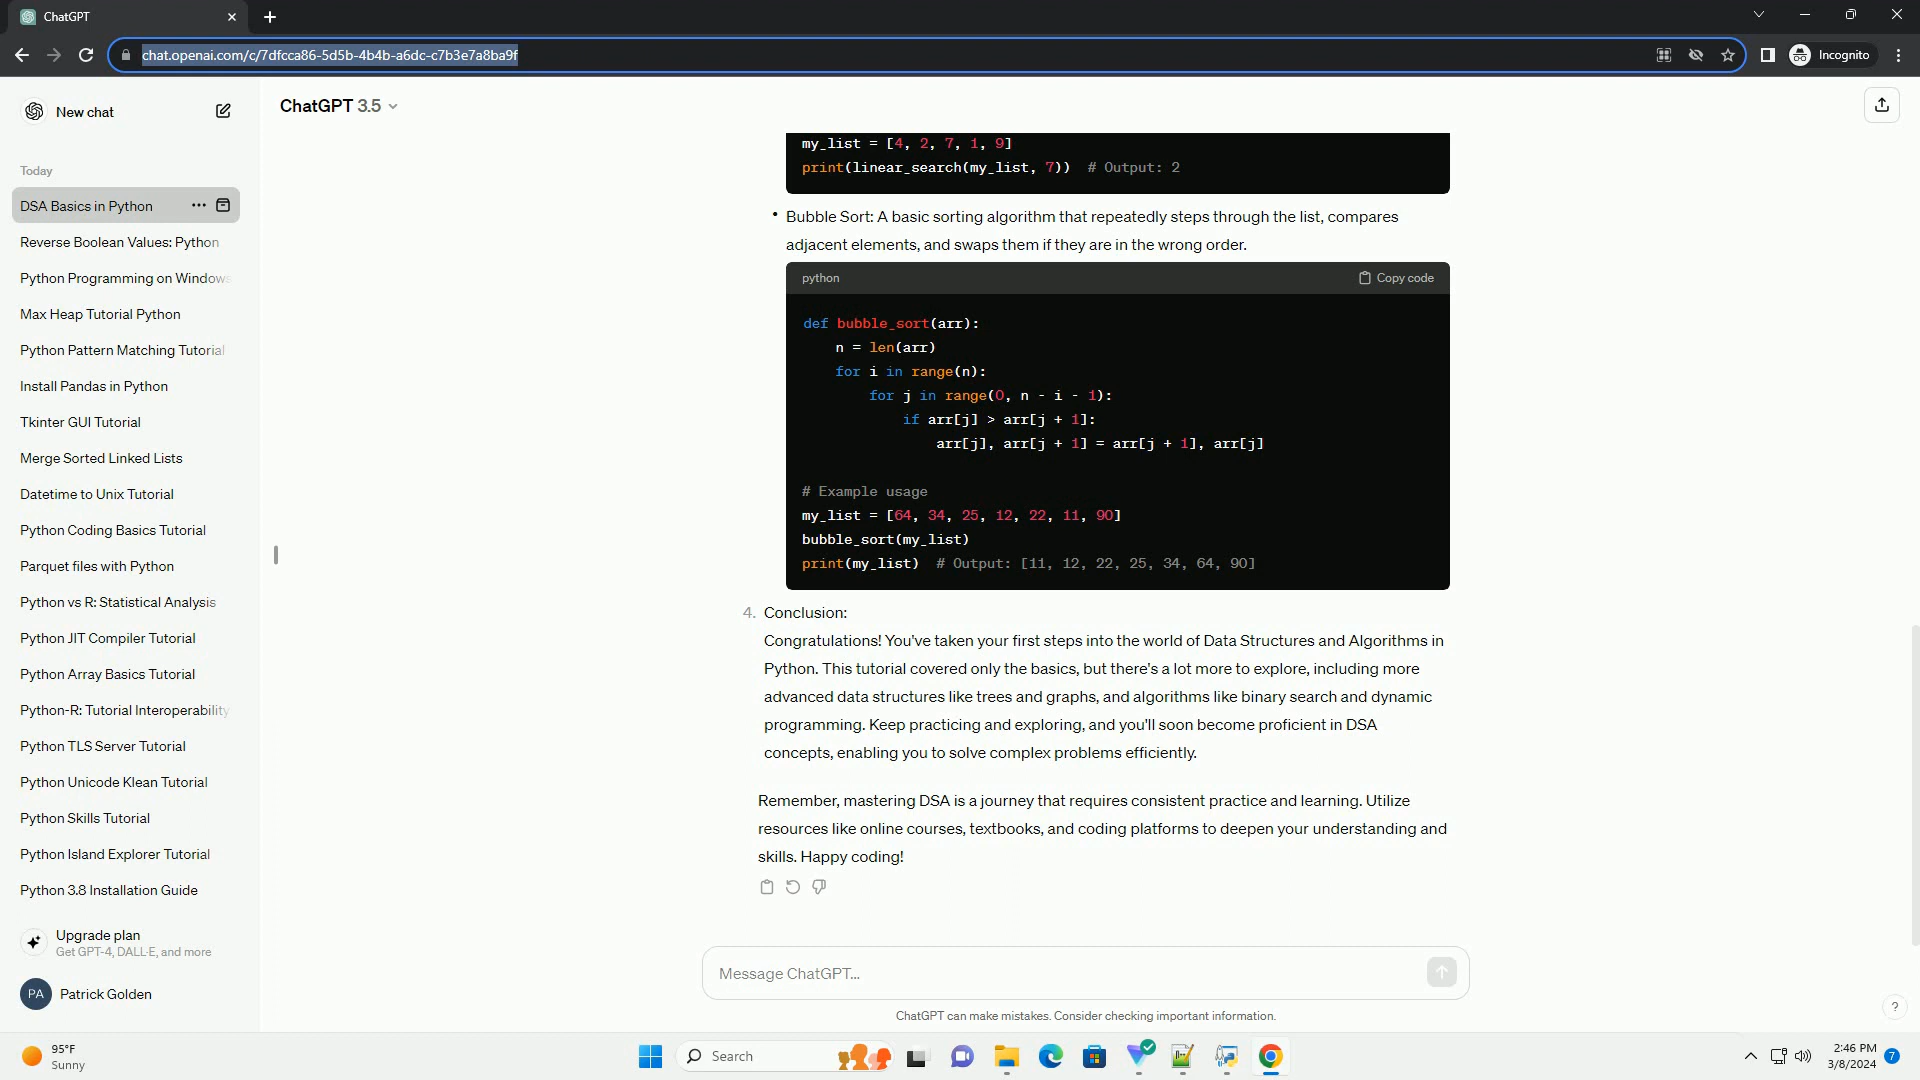 ChatGPT
chat.openai.com/c/7dfcca86-5d5b-4b4b-a6dc-c7b3e7a8ba9f
Incognito
New chat
Today
DSA Basics in Python
Reverse Boolean Values: Python
Python Programming on Windows
Max Heap Tutorial Python
Python Pattern Matching Tutorial
Install Pandas in Python
Tkinter GUI Tutorial
Merge Sorted Linked Lists
Datetime to Unix Tutorial
Python Coding Basics Tutorial
Parquet files with Python
Python vs R: Statistical Analysis
Python JIT Compiler Tutorial
Python Array Basics Tutorial
Python-R: Tutorial Interoperability
Python TLS Server Tutorial
Python Unicode Klean Tutorial
Python Skills Tutorial
Python Island Explorer Tutorial
Python 3.8 Installation Guide
Upgrade plan
Get GPT-4, DALL·E, and more
PA Patrick Golden
ChatGPT 3.5
my_list = [4, 2, 7, 1, 9]
print(linear_search(my_list, 7))  # Output: 2
• Bubble Sort: A basic sorting algorithm that repeatedly steps through the list, compares
adjacent elements, and swaps them if they are in the wrong order.
python Copy code
def bubble_sort(arr):
n = len(arr)
for i in range(n):
for j in range(0, n - i - 1):
if arr[j] > arr[j + 1]:
arr[j], arr[j + 1] = arr[j + 1], arr[j]
# Example usage
my_list = [64, 34, 25, 12, 22, 11, 90]
bubble_sort(my_list)
print(my_list)  # Output: [11, 12, 22, 25, 34, 64, 90]
4. Conclusion:
Congratulations! You've taken your first steps into the world of Data Structures and Algorithms in
Python. This tutorial covered only the basics, but there's a lot more to explore, including more
advanced data structures like trees and graphs, and algorithms like binary search and dynamic
programming. Keep practicing and exploring, and you'll soon become proficient in DSA
concepts, enabling you to solve complex problems efficiently.
Remember, mastering DSA is a journey that requires consistent practice and learning. Utilize
resources like online courses, textbooks, and coding platforms to deepen your understanding and
skills. Happy coding!
Message ChatGPT...
ChatGPT can make mistakes. Consider checking important information.
?
95°F
Sunny
Search
2:46 PM
3/8/2024
7